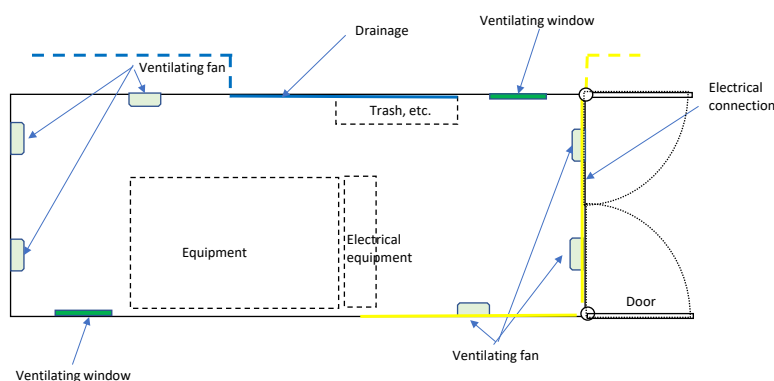 Ventilating window
Drainage
Ventilating fan
Electrical
connection
Trash, etc.
Equipment
Electrical
equipment
Door
Ventilating fan
Ventilating window